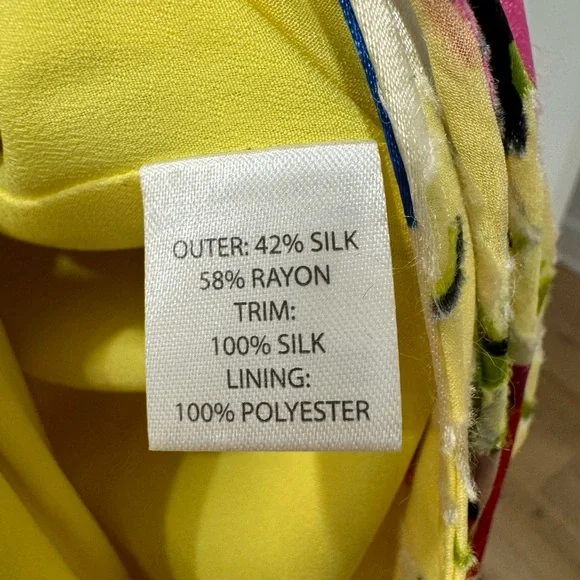 OUTER: 42% SILK
58% RAYON
TRIM:
100% SILK
LINING:
100% POLYESTER